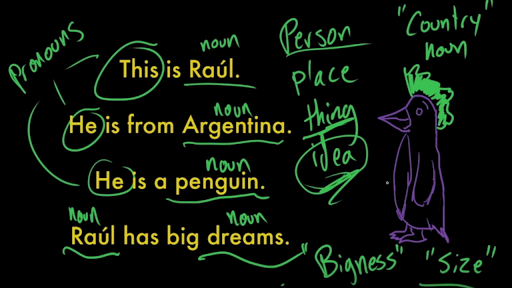 Pronouns
noun
This is Raúl.
noun
He is from Argentina.
noun
He is a penguin.
noun noun
Raúl has big dreams.
Person
place
thing
idea
"Country"
noun
"Bigness" "Size"